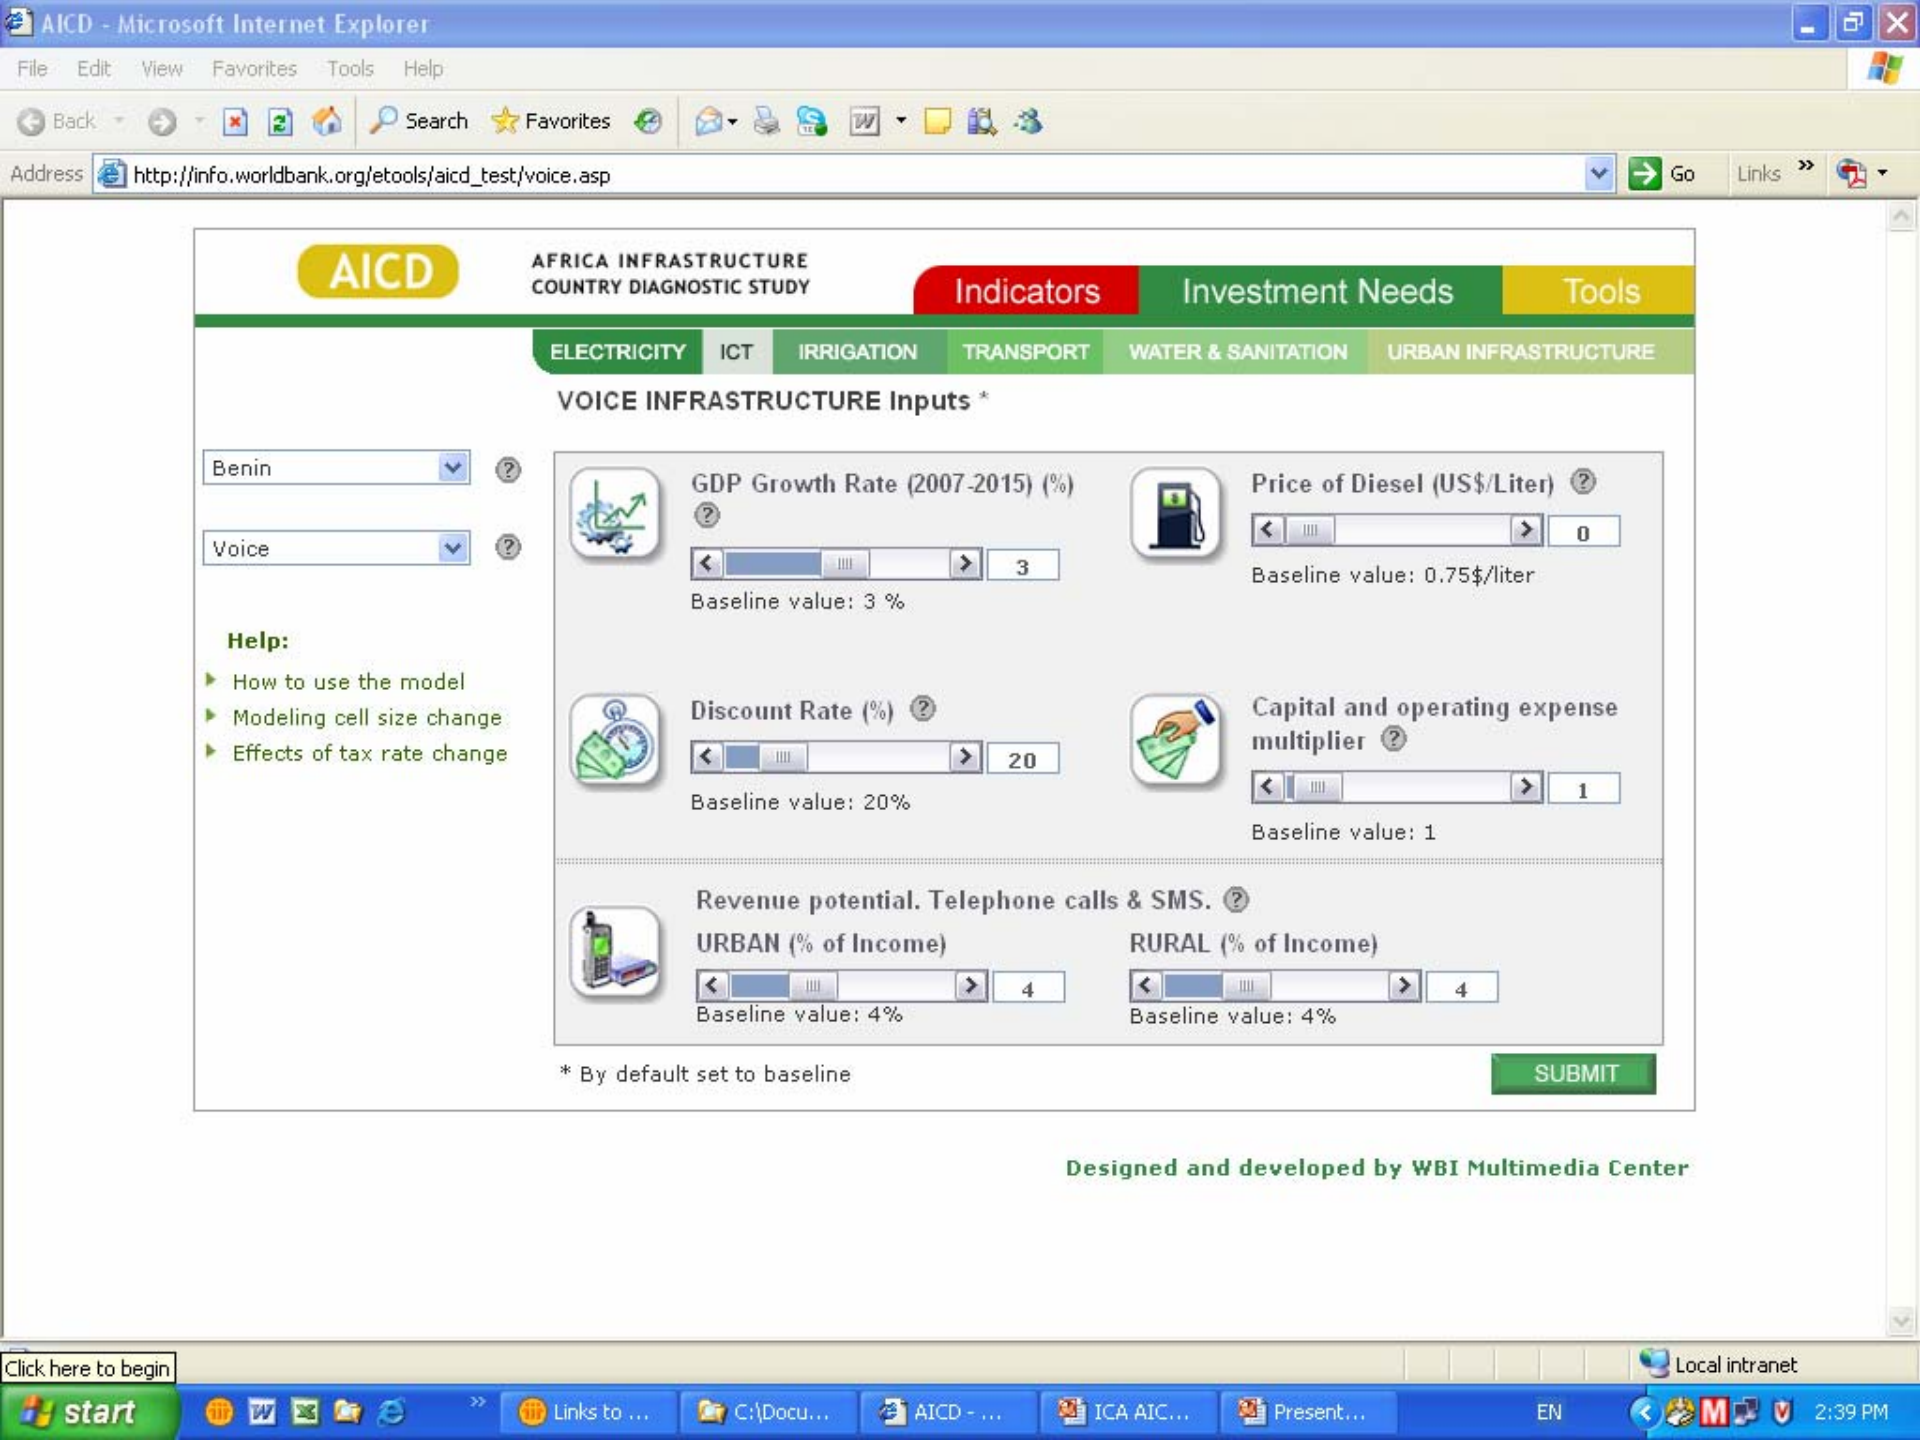 AICD - Microsoft Internet Explorer
File Edit View Favorites Tools Help
Back Search Favorites
Address http://info.worldbank.org/etools/aicd_test/voice.asp Go Links »
AICD
AFRICA INFRASTRUCTURE
COUNTRY DIAGNOSTIC STUDY
Indicators Investment Needs Tools
ELECTRICITY ICT IRRIGATION TRANSPORT WATER & SANITATION URBAN INFRASTRUCTURE
VOICE INFRASTRUCTURE Inputs *
Benin ?
Voice ?
Help:
How to use the model
Modeling cell size change
Effects of tax rate change
GDP Growth Rate (2007-2015) (%)
?
3
Baseline value: 3 %
Price of Diesel (US$/Liter) ?
0
Baseline value: 0.75$/liter
Discount Rate (%) ?
20
Baseline value: 20%
Capital and operating expense
multiplier ?
1
Baseline value: 1
Revenue potential. Telephone calls & SMS. ?
URBAN (% of Income)
4
Baseline value: 4%
RURAL (% of Income)
4
Baseline value: 4%
* By default set to baseline
SUBMIT
Designed and developed by WBI Multimedia Center
Click here to begin
Local intranet
start » Links to ... C:\Docu... AICD - ... ICA AIC... Present... EN 2:39 PM